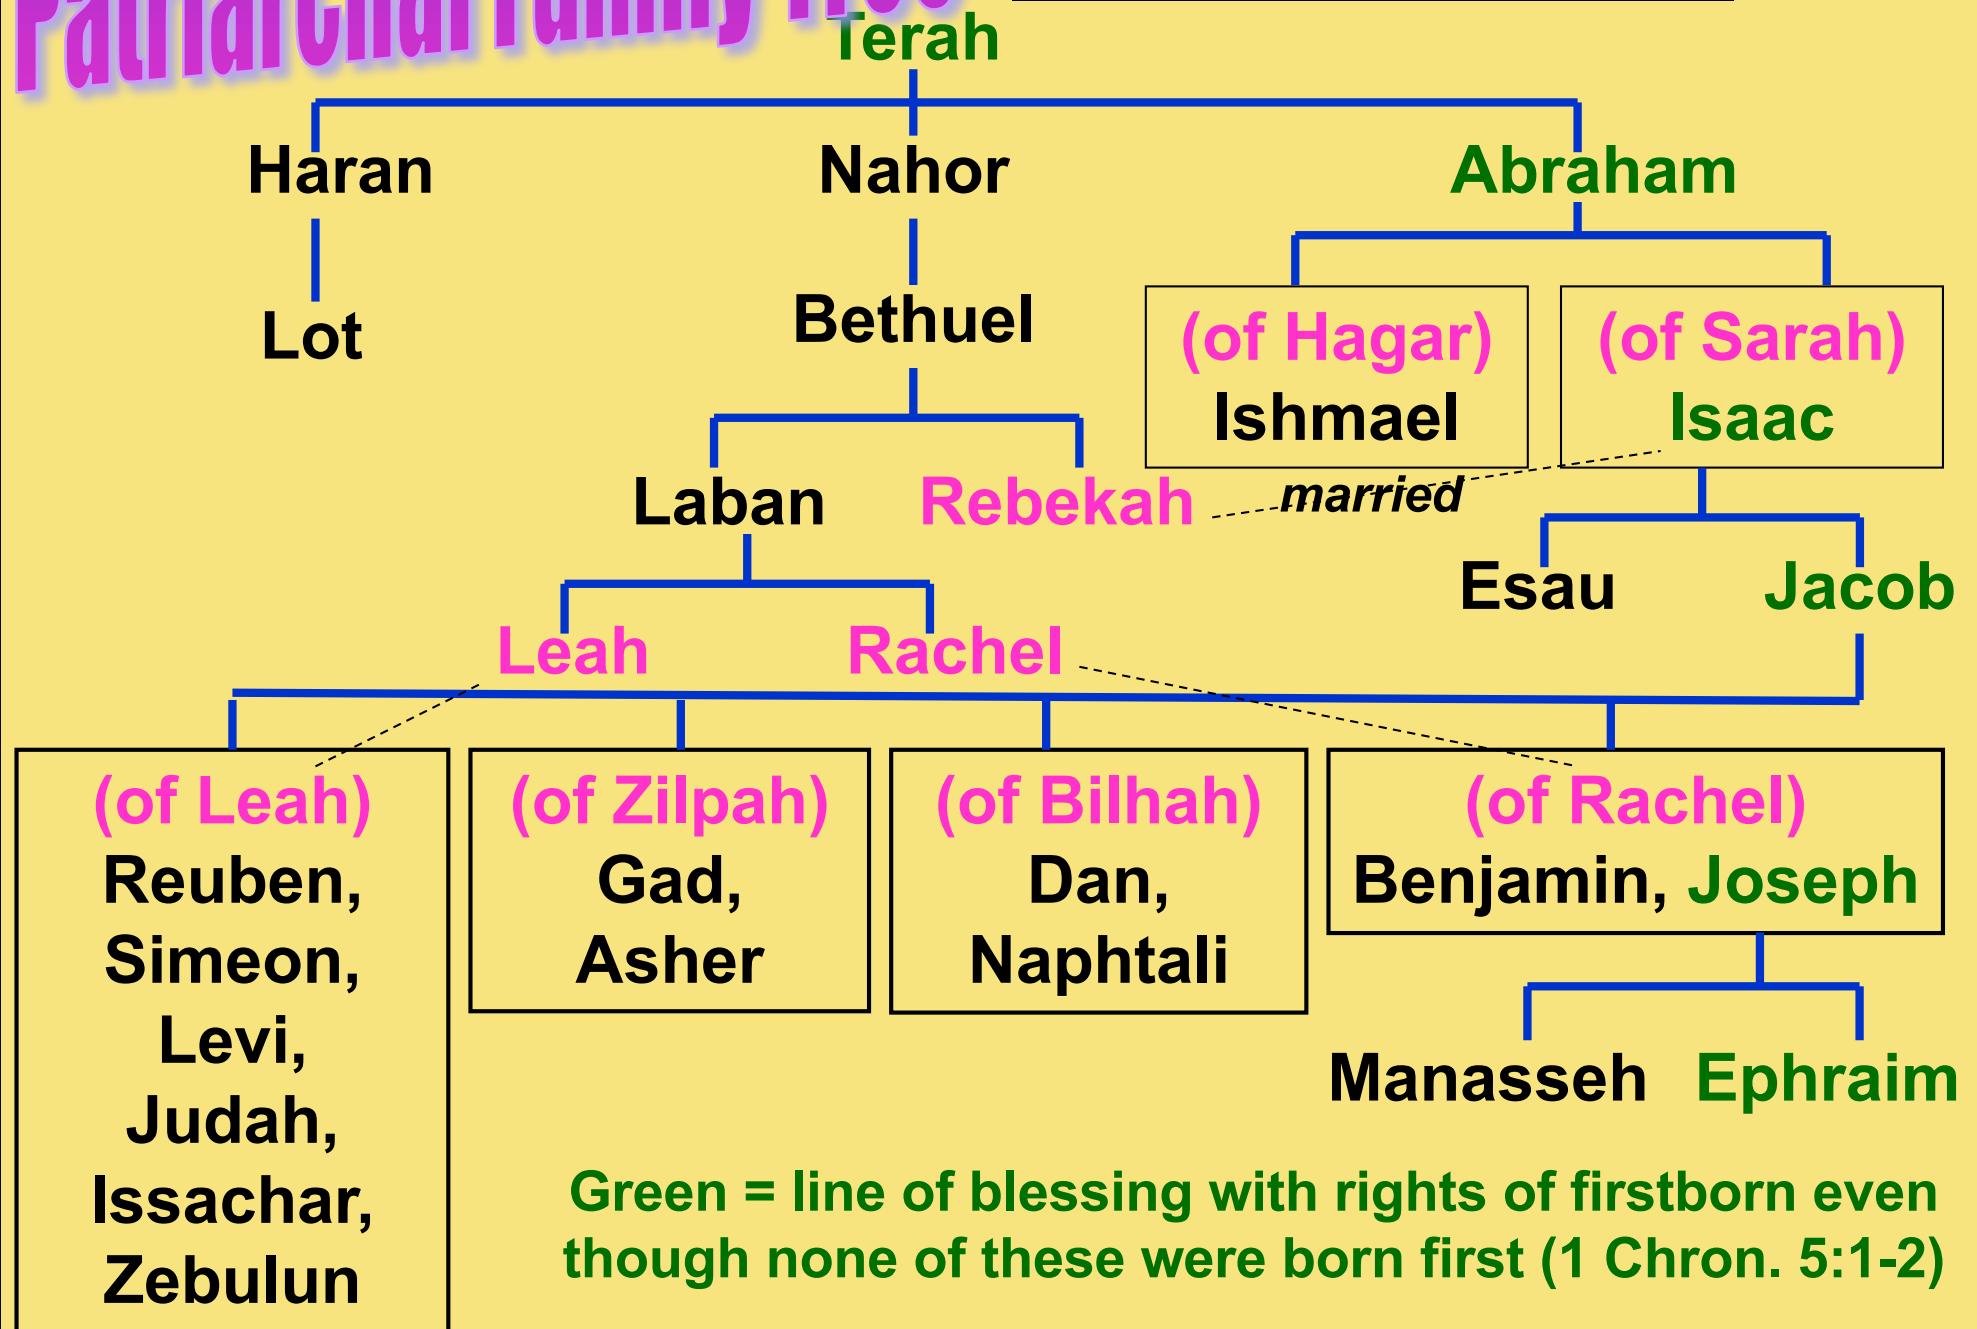 Patriarchal Family Tree
Terah
Haran Nahor Abraham
Lot
Bethuel
(of Hagar)
Ishmael
(of Sarah)
Isaac
Laban Rebekah married
Esau Jacob
Leah Rachel
(of Leah)
Reuben,
Simeon,
Levi,
Judah,
Issachar,
Zebulun
(of Zilpah)
Gad,
Asher
(of Bilhah)
Dan,
Naphtali
(of Rachel)
Benjamin, Joseph
Manasseh Ephraim
Green = line of blessing with rights of firstborn even
though none of these were born first (1 Chron. 5:1-2)